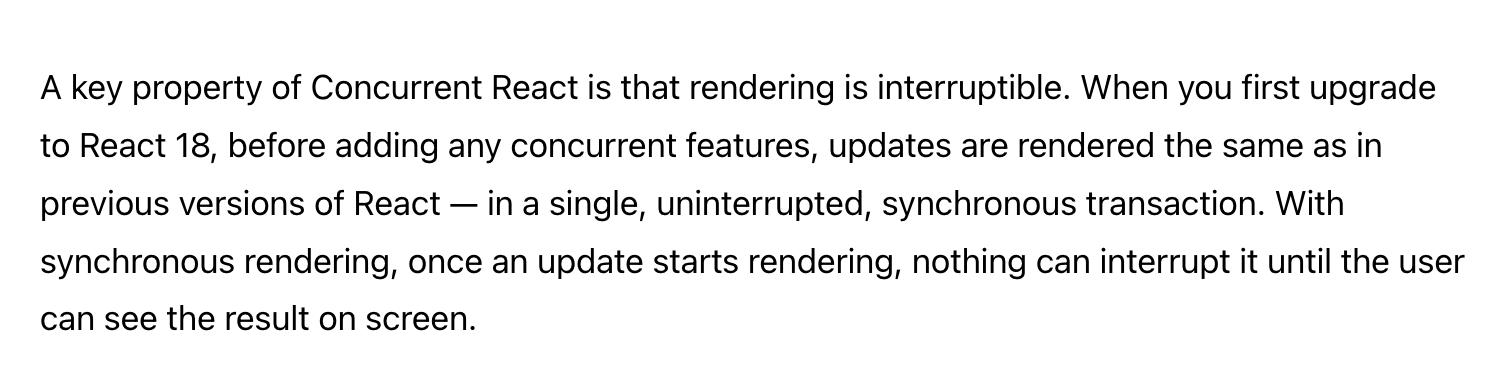 A key property of Concurrent React is that rendering is interruptible. When you first upgrade
to React 18, before adding any concurrent features, updates are rendered the same as in
previous versions of React — in a single, uninterrupted, synchronous transaction. With
synchronous rendering, once an update starts rendering, nothing can interrupt it until the user
can see the result on screen.